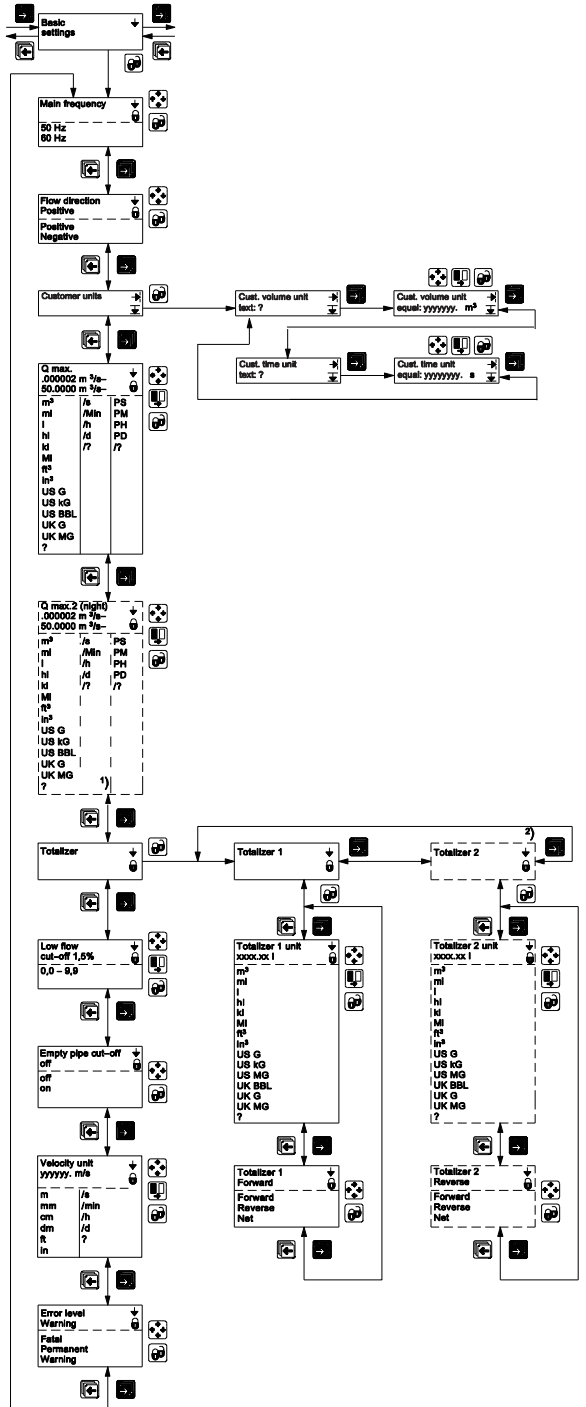 Basic
settings
Main frequency
50 Hz
60 Hz
Flow direction
Positive
Positive
Negative
Customer units
Cust. volume unit
text: ?
Cust. volume unit
equal: yyyyyyy. m³
Cust. time unit
text: ?
Cust. time unit
equal: yyyyyyyy. s
Q max.
.000002 m ³/s–
50.0000 m ³/s–
m³ /s PS
ml /Min PM
l /h PH
hl /d PD
kl /? /?
Ml
ft³
in³
US G
US kG
US BBL
UK G
UK MG
?
Q max.2 (night)
.000002 m ³/s–
50.0000 m ³/s–
m³ /s PS
ml /Min PM
l /h PH
hl /d PD
kl /? /?
Ml
ft³
in³
US G
US kG
US BBL
UK G
UK MG
? 1)
Totalizer
Totalizer 1
2)
Totalizer 2
Low flow
cut–off 1,5%
0,0 – 9,9
Totalizer 1 unit
xxxx.xx l
m³
ml
l
hl
kl
Ml
ft³
in³
US G
US kG
US MG
UK BBL
UK G
UK MG
?
Totalizer 2 unit
xxxx.xx l
m³
ml
l
hl
kl
Ml
ft³
in³
US G
US kG
US MG
UK BBL
UK G
UK MG
?
Empty pipe cut–off
off
off
on
Velocity unit
yyyyyy. m/s
m /s
mm /min
cm /h
dm /d
ft ?
in
Totalizer 1
Forward
Forward
Reverse
Net
Totalizer 2
Reverse
Forward
Reverse
Net
Error level
Warning
Fatal
Permanent
Warning